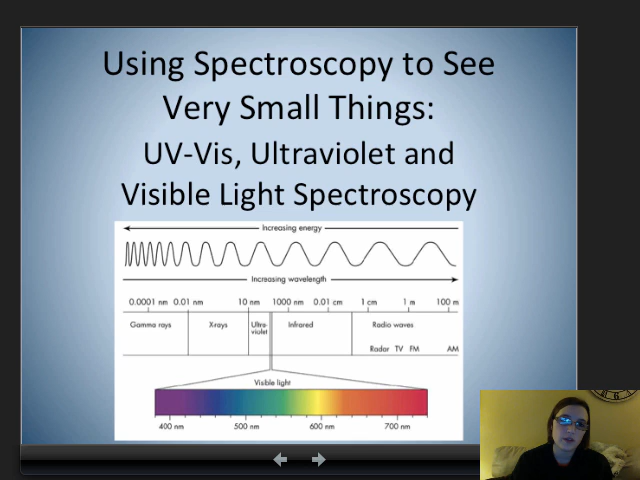 Using Spectroscopy to See
Very Small Things:
UV-Vis, Ultraviolet and
Visible Light Spectroscopy
Increasing energy
Increasing wavelength
0.0001 nm 0.01 nm 10 nm 1000 nm 0.01 cm 1 cm 1 m 100 m
Gamma rays X-rays Ultra- Infrared Radio waves
violet
Radar TV FM AM
Visible light
400 nm 500 nm 600 nm 700 nm
6